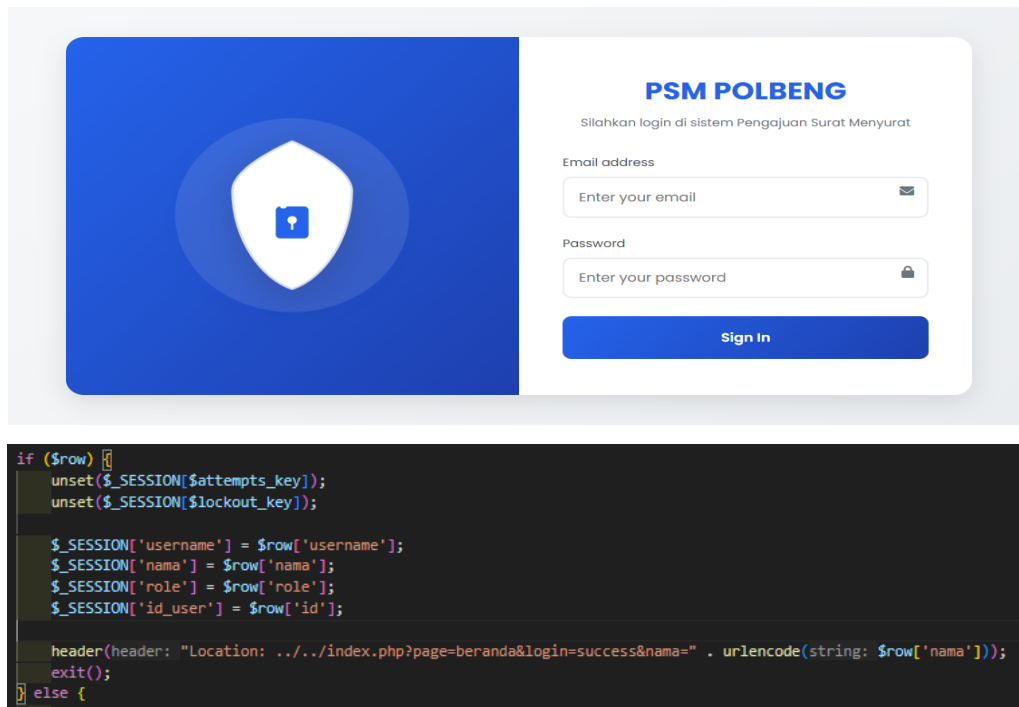 PSM POLBENG
Silahkan login di sistem Pengajuan Surat Menyurat
Email address
Enter your email
Password
Enter your password
Sign In
if ($row) {
unset($_SESSION[$attempts_key]);
unset($_SESSION[$lockout_key]);
$_SESSION['username'] = $row['username'];
$_SESSION['nama'] = $row['nama'];
$_SESSION['role'] = $row['role'];
$_SESSION['id_user'] = $row['id'];
header(header: "Location: ../../index.php?page=beranda&login=success&nama=" . urlencode(string: $row['nama']));
exit();
} else {